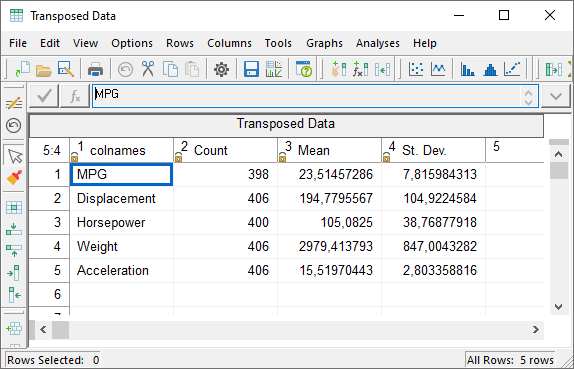 Transposed Data
File Edit View Options Rows Columns Tools Graphs Analyses Help
fx MPG
Transposed Data
5:4 1 colnames 2 Count 3 Mean 4 St. Dev. 5
1 MPG 398 23,51457286 7,815984313
2 Displacement 406 194,7795567 104,9224584
3 Horsepower 400 105,0825 38,76877918
4 Weight 406 2979,413793 847,0043282
5 Acceleration 406 15,51970443 2,803358816
6
Rows Selected: 0 All Rows: 5 rows